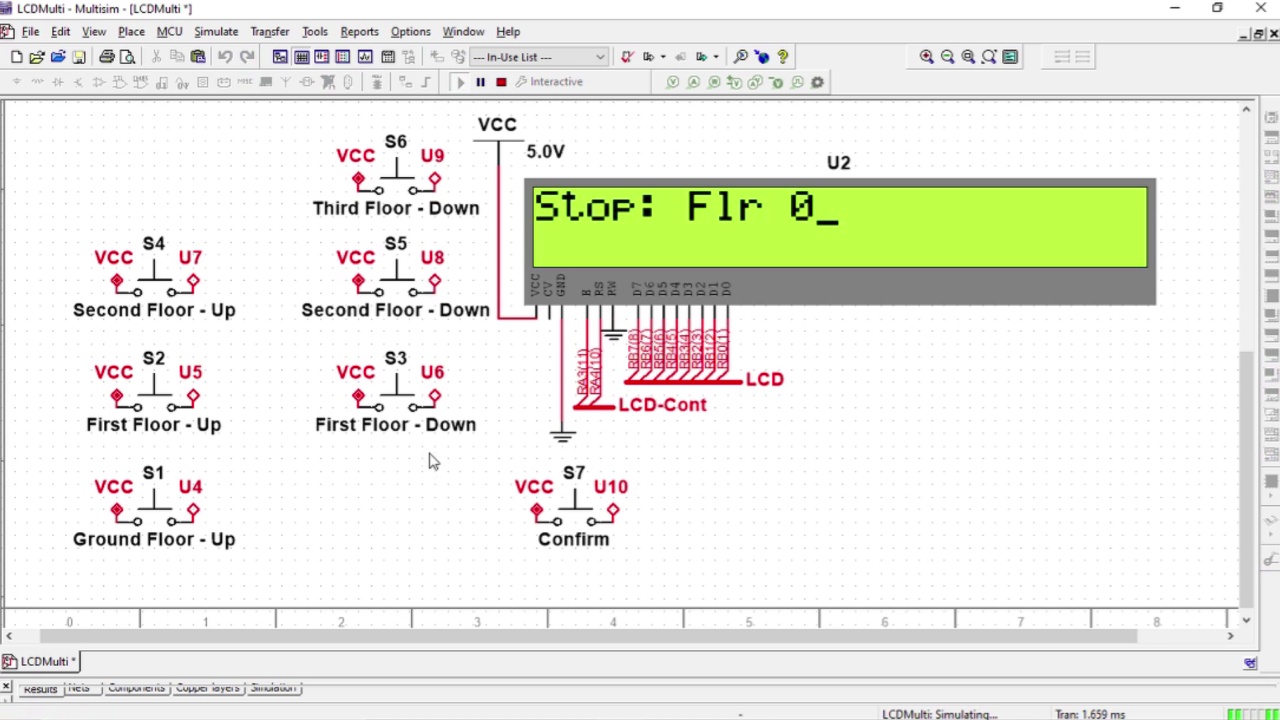 LCDMulti - Multisim - [LCDMulti *]
File Edit View Place MCU Simulate Transfer Tools Reports Options Window Help
--- In-Use List ---
Interactive
VCC
5.0V
U2
S6
VCC U9
Third Floor - Down
Stop: Flr 0_
S4
VCC U7
Second Floor - Up
S5
VCC U8
Second Floor - Down
VCC CV GND E RS RW D7 D6 D5 D4 D3 D2 D1 D0
RA3(11) RA4(10) RB7(8) RB6(7) RB5(6) RB4(5) RB3(4) RB2(3) RB1(2) RB0(1)
LCD
LCD-Cont
S2
VCC U5
First Floor - Up
S3
VCC U6
First Floor - Down
S1
VCC U4
Ground Floor - Up
S7
VCC U10
Confirm
0 1 2 3 4 5 6 7 8
LCDMulti *
Results Nets Components Copper layers Simulation
- LCDMulti: Simulating... Tran: 1.659 ms